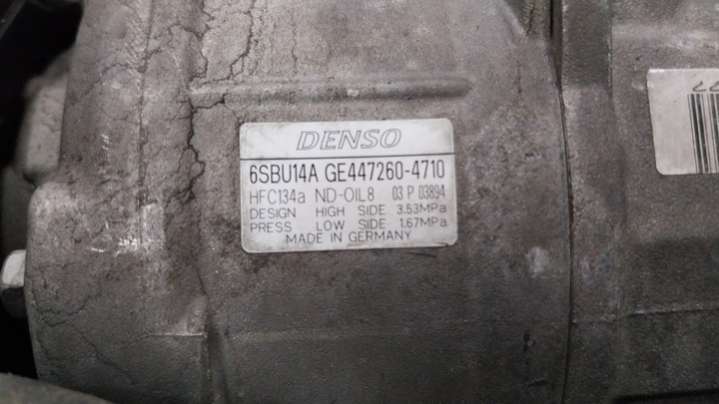 DENSO
6SBU14A GE447260-4710
HFC134a ND-OIL8 03 P 03894
DESIGN HIGH SIDE 3.53MPa
PRESS LOW SIDE 1.67MPa
MADE IN GERMANY